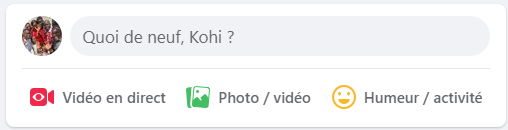 Quoi de neuf, Kohi ?
Vidéo en direct Photo / vidéo Humeur / activité